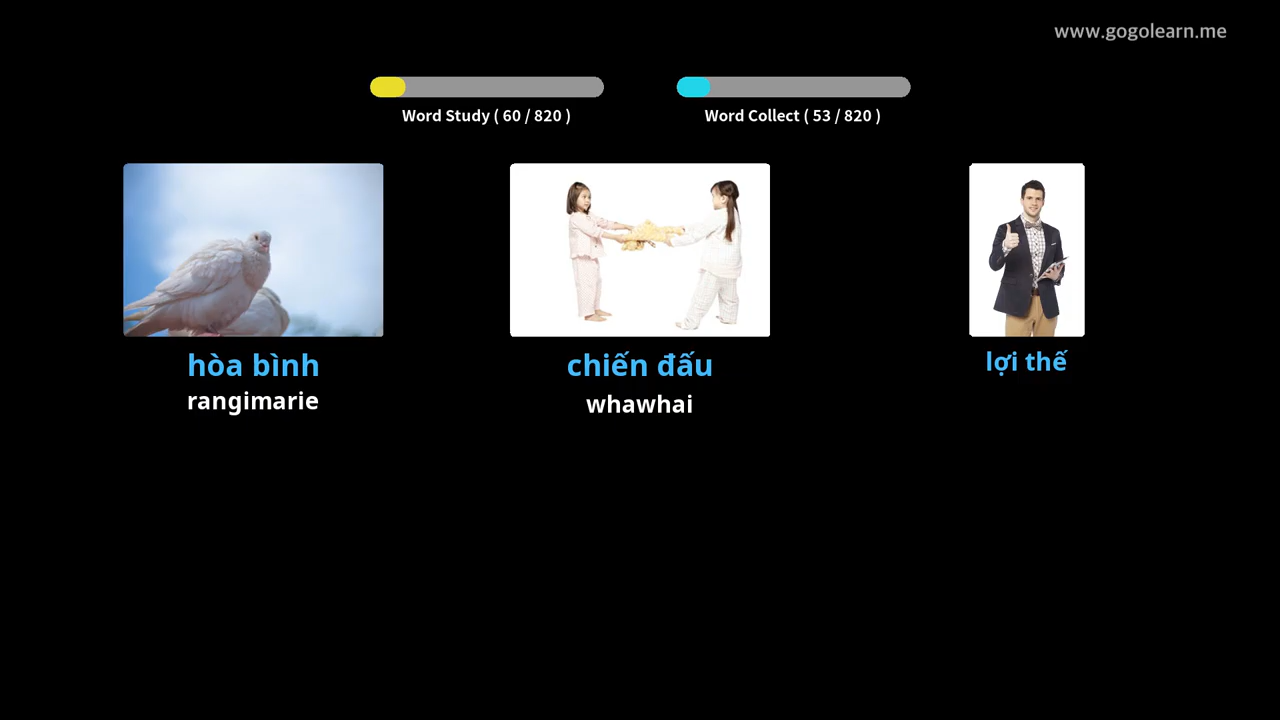 www.gogolearn.me
Word Study ( 60 / 820 )
Word Collect ( 53 / 820 )
hòa bình
rangimarie
chiến đấu
whawhai
lợi thế